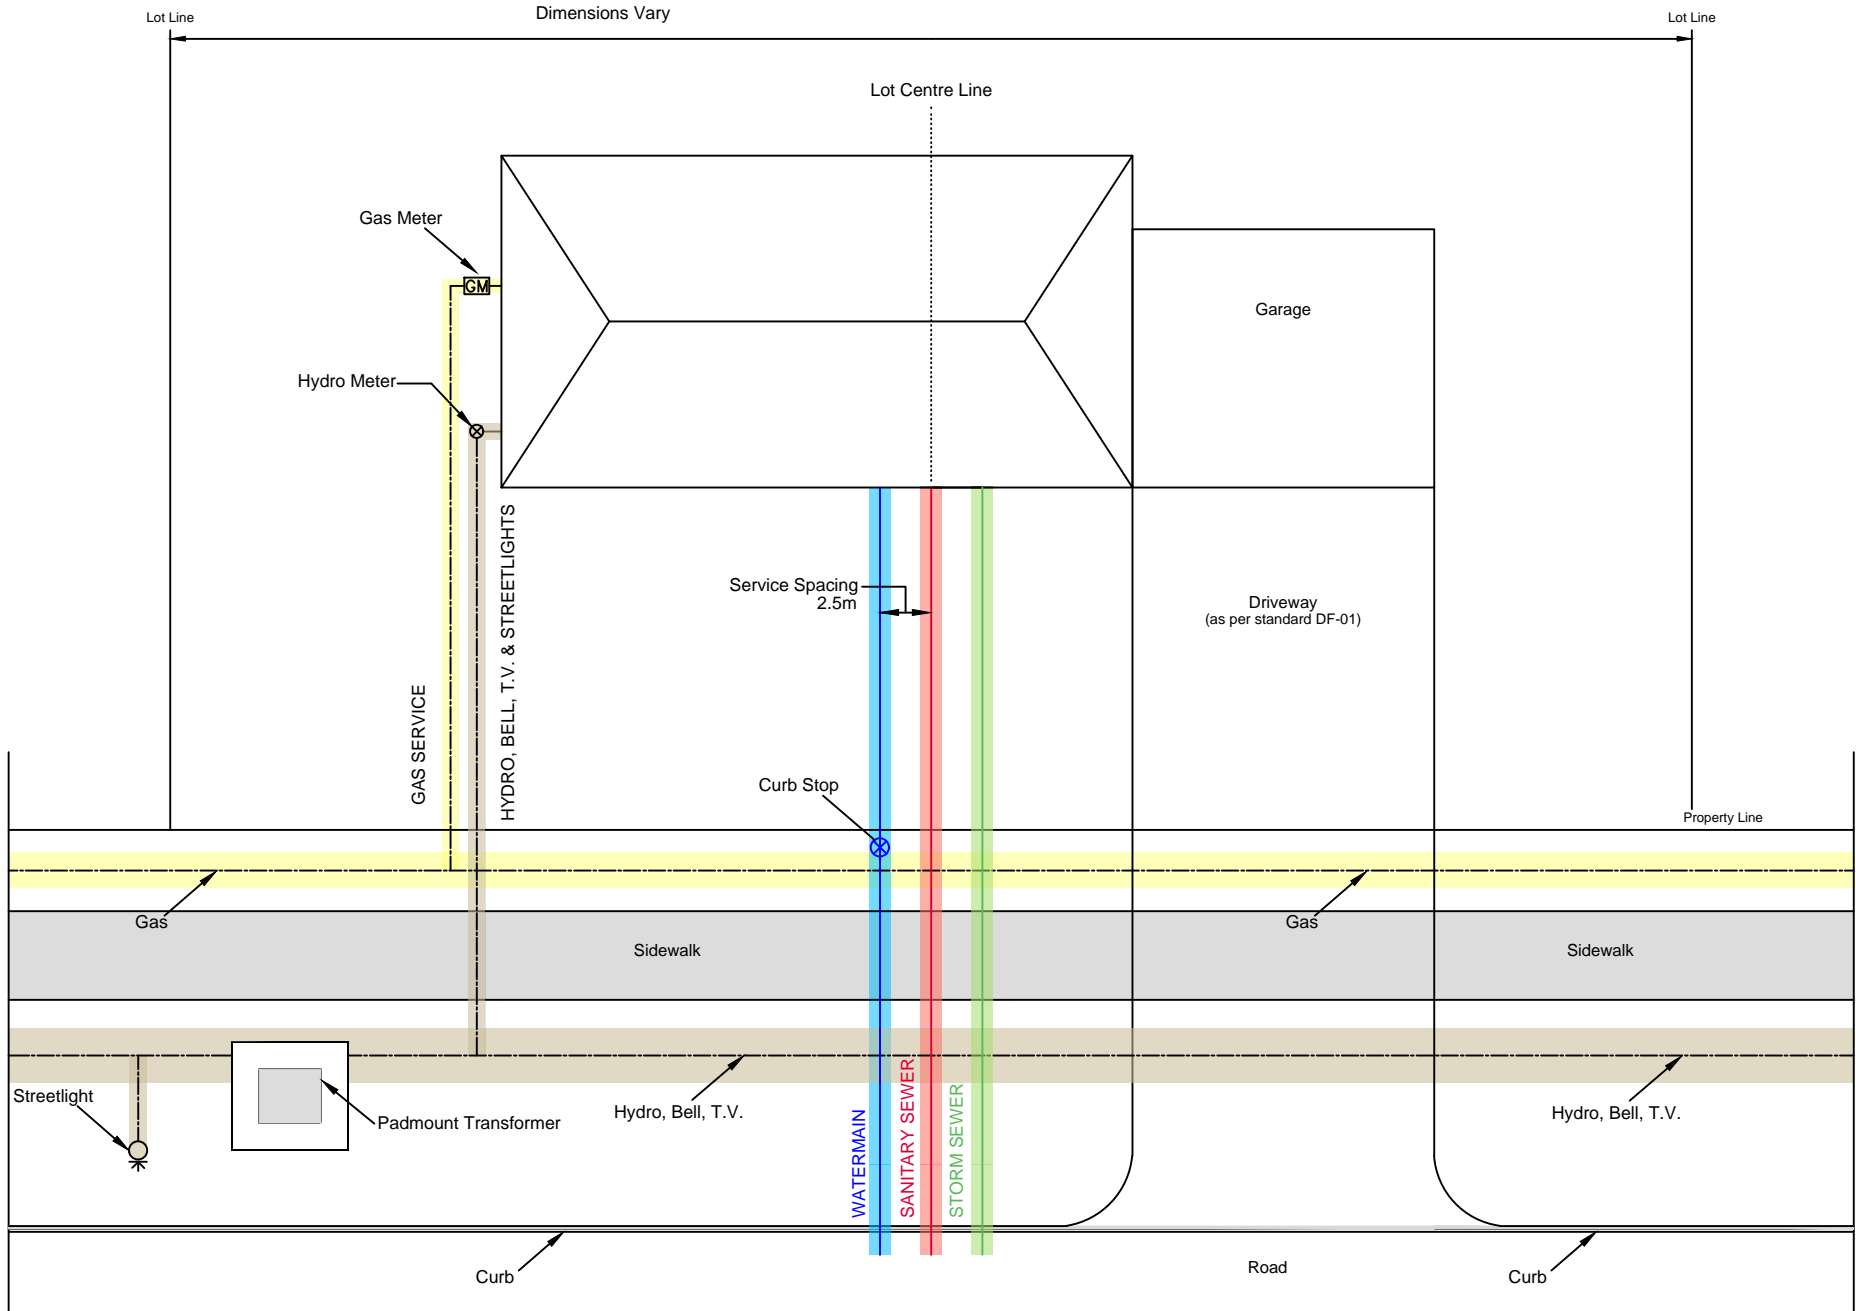 Lot Line
Dimensions Vary
Lot Line
Lot Centre Line
Gas Meter
GM
Garage
Hydro Meter
HYDRO, BELL, T.V. & STREETLIGHTS
GAS SERVICE
Service Spacing
2.5m
Driveway
(as per standard DF-01)
Curb Stop
Property Line
Gas
Gas
Sidewalk
Sidewalk
Streetlight
Padmount Transformer
Hydro, Bell, T.V.
Hydro, Bell, T.V.
WATERMAIN
SANITARY SEWER
STORM SEWER
Curb
Road
Curb